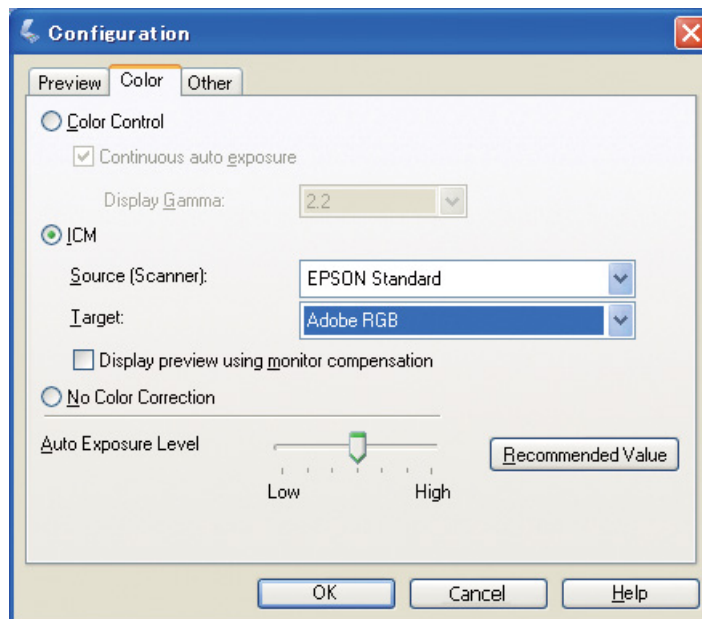 Configuration
Preview Color Other
Color Control
Continuous auto exposure
Display Gamma: 2.2
ICM
Source (Scanner): EPSON Standard
Target: Adobe RGB
Display preview using monitor compensation
No Color Correction
Auto Exposure Level
Recommended Value
Low High
OK Cancel Help